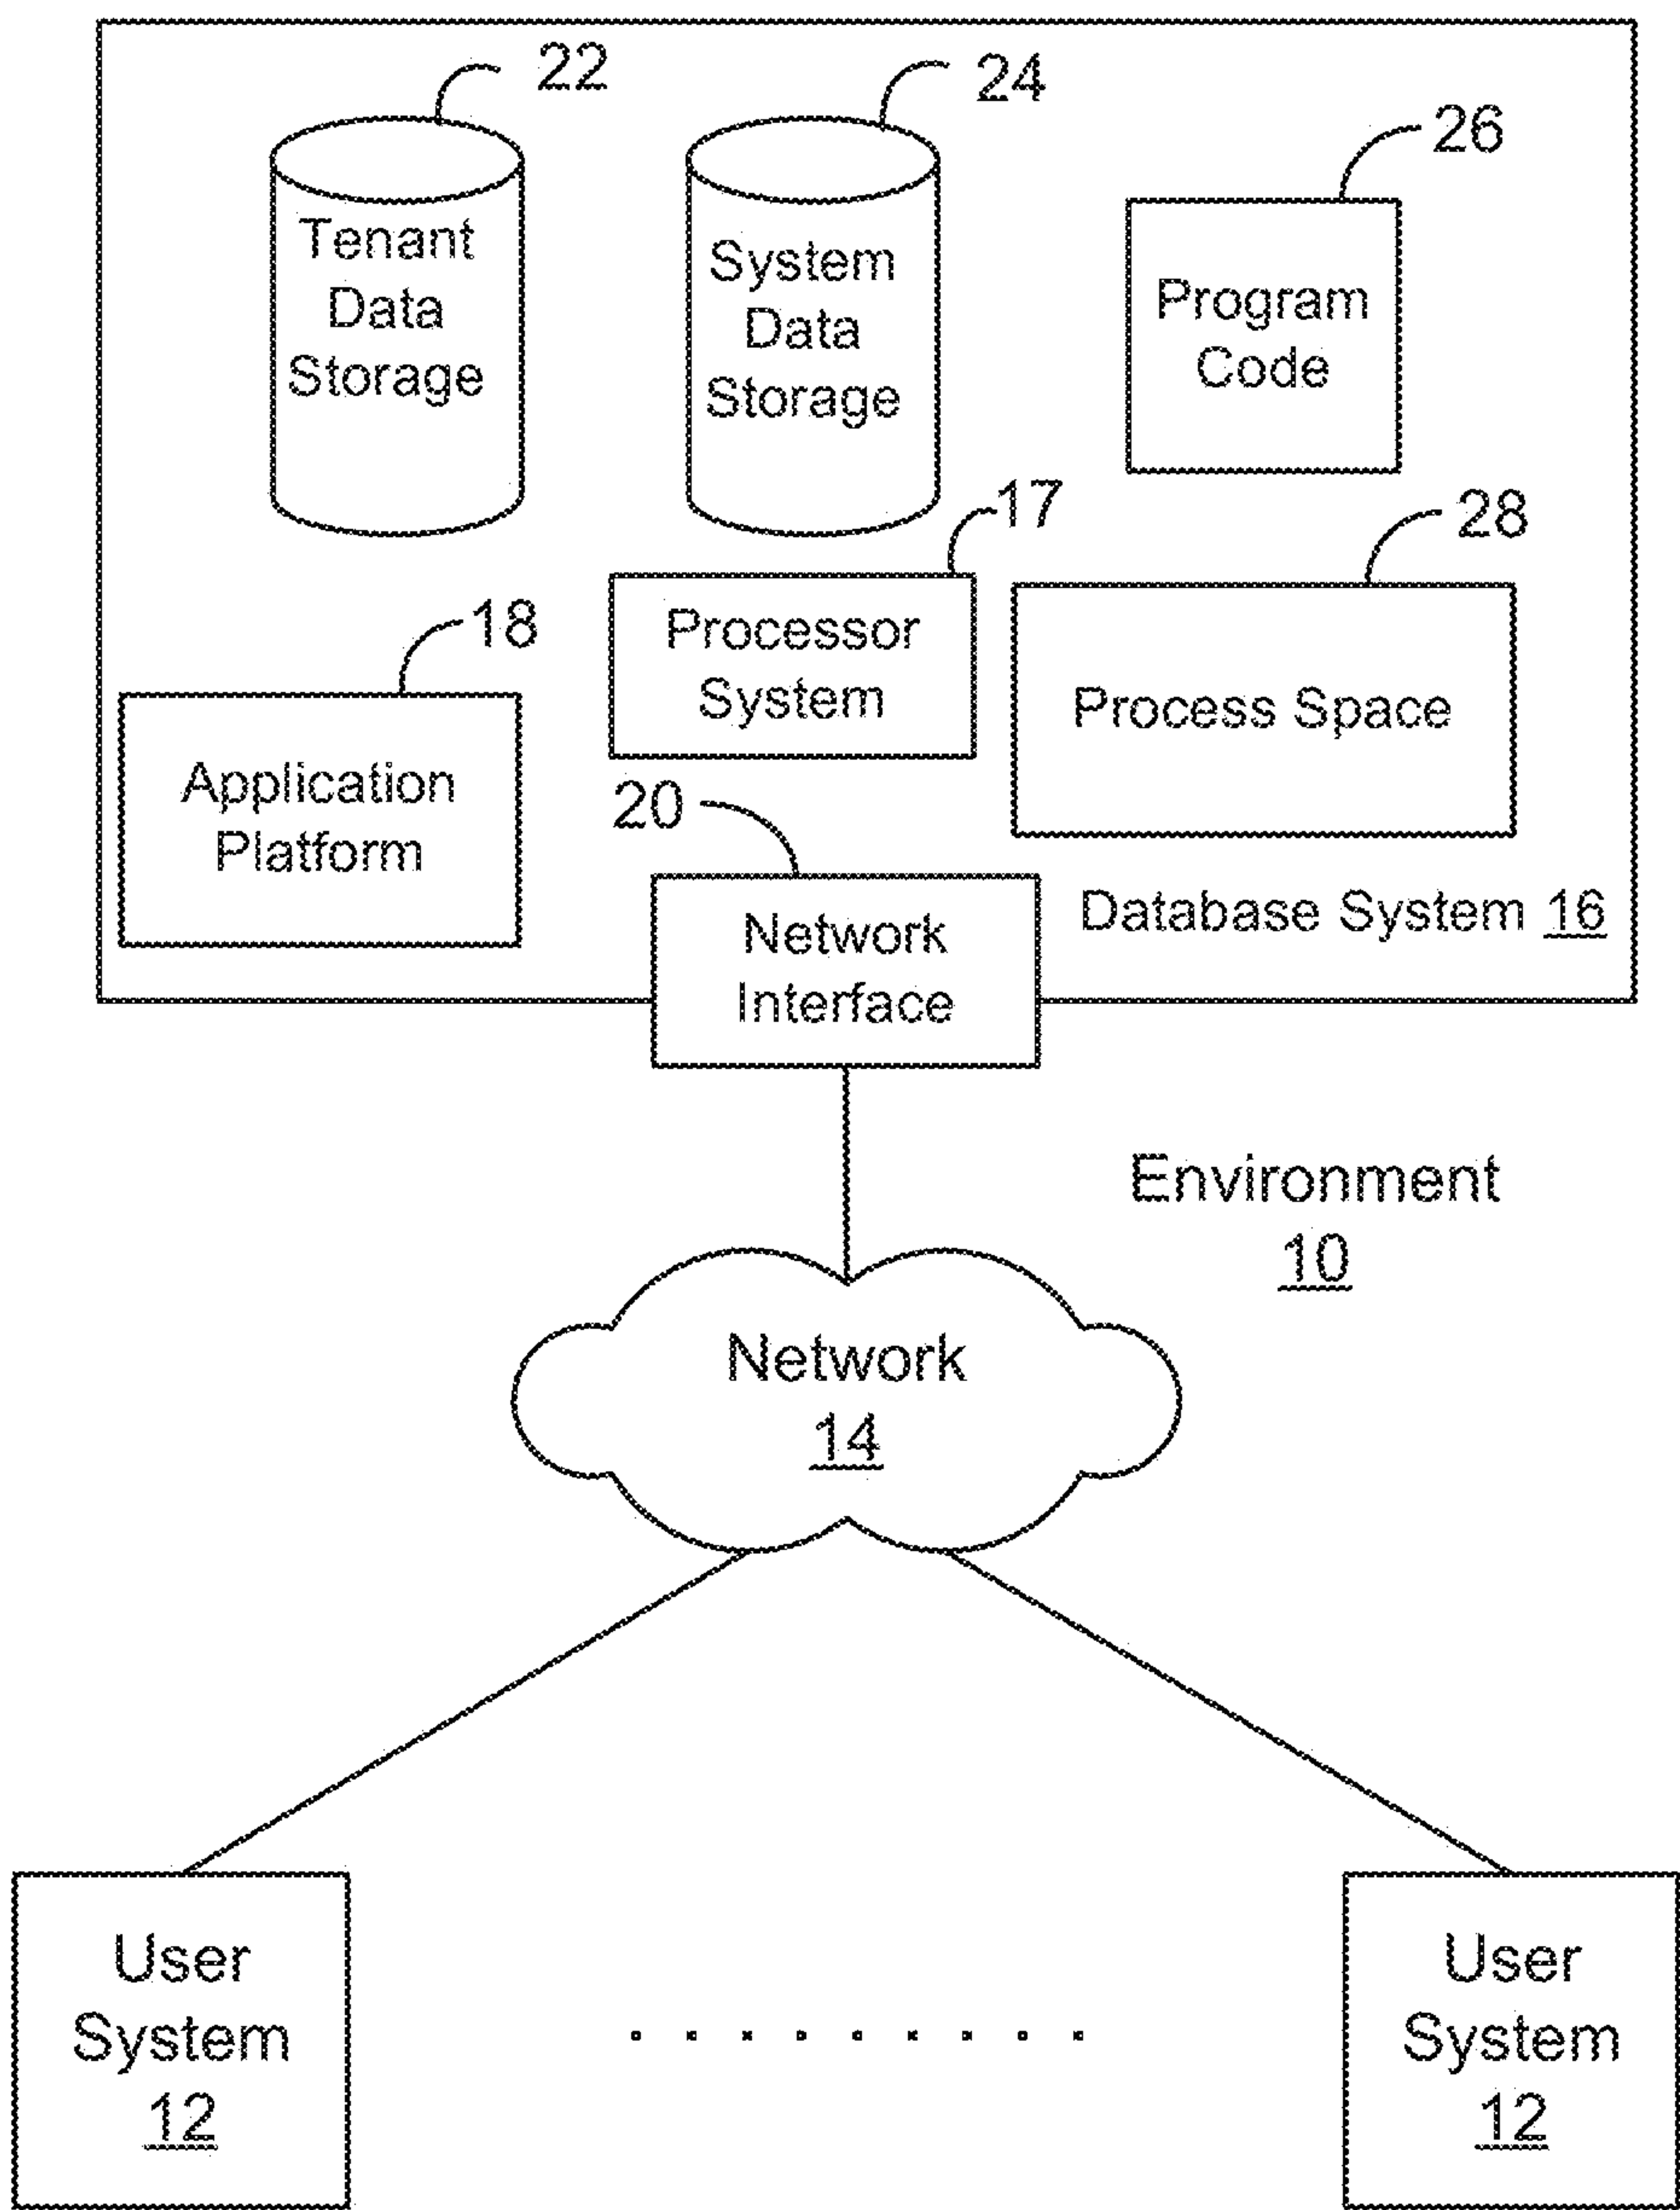 22
24
26
Tenant
Data
Storage
System
Data
Storage
Program
Code
17
28
18
Processor
System
Process Space
Application
Platform
20
Database System 16
Network
Interface
Environment
10
Network
14
User
System
12
User
System
12